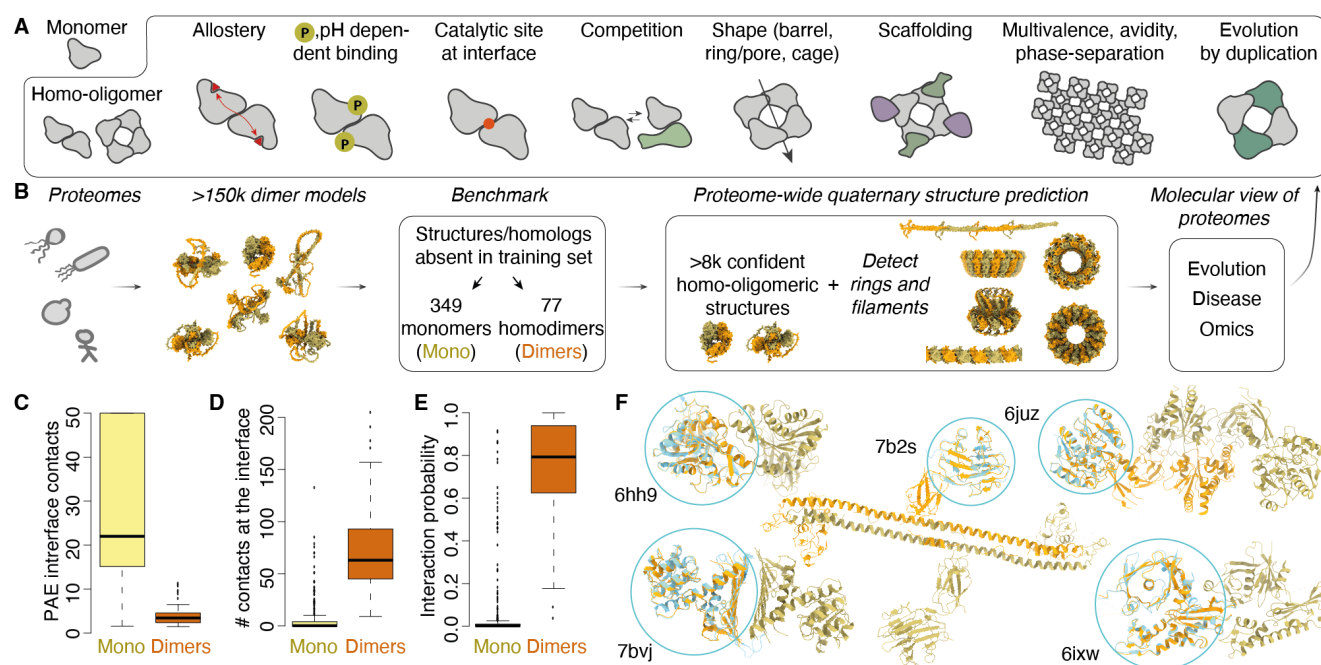 A
Monomer
Homo-oligomer
Allostery
P,pH depen-
dent binding
P
P
Catalytic site
at interface
Competition
Shape (barrel,
ring/pore, cage)
Scaffolding
Multivalence, avidity,
phase-separation
Evolution
by duplication
B
Proteomes
>150k dimer models
Benchmark
Structures/homologs
absent in training set
349
monomers
(Mono)
77
homodimers
(Dimers)
Proteome-wide quaternary structure prediction
>8k confident
homo-oligomeric
structures
+
Detect
rings and
filaments
Molecular view of
proteomes
Evolution
Disease
Omics
C
PAE intrerface contacts
50
40
30
20
10
0
Mono Dimers
D
# contacts at the interface
200
150
100
50
0
Mono Dimers
E
Interaction probability
1.0
0.8
0.6
0.4
0.2
0.0
Mono Dimers
F
6hh9
7b2s
6juz
7bvj
6ixw